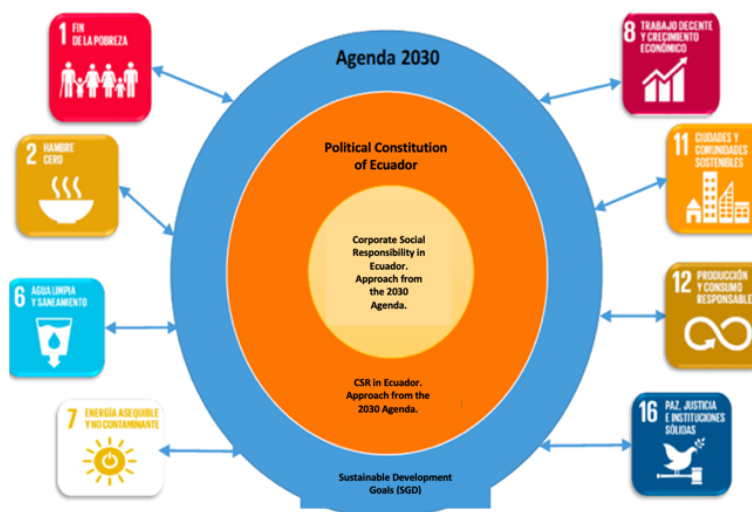 1 FIN
DE LA POBREZA
2 HAMBRE
CERO
6 AGUA LIMPIA
Y SANEAMIENTO
7 ENERGÍA ASEQUIBLE
Y NO CONTAMINANTE
Agenda 2030
Political Constitution
of Ecuador
Corporate Social
Responsibility in
Ecuador.
Approach from
the 2030
Agenda.
CSR in Ecuador.
Approach from the
2030 Agenda.
Sustainable Development
Goals (SGD)
8 TRABAJO DECENTE
Y CRECIMIENTO
ECONÓMICO
11 CIUDADES Y
COMUNIDADES
SOSTENIBLES
12 PRODUCCIÓN
Y CONSUMO
RESPONSABLE
16 PAZ, JUSTICIA
E INSTITUCIONES
SÓLIDAS